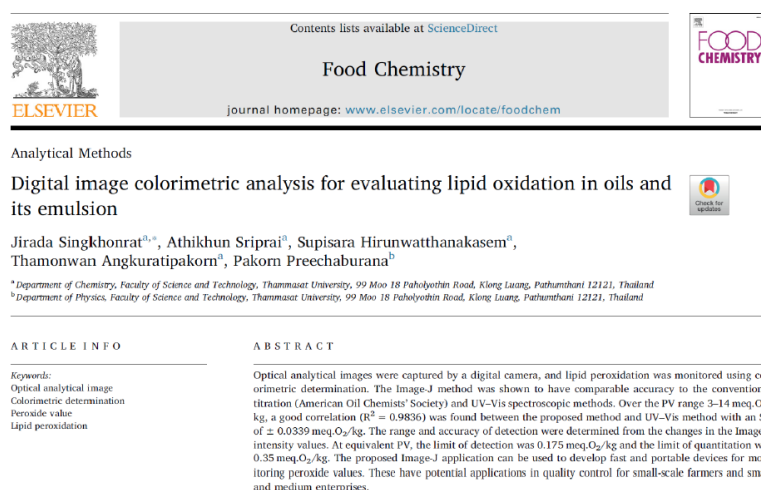 Contents lists available at ScienceDirect
Food Chemistry
journal homepage: www.elsevier.com/locate/foodchem
ELSEVIER
FOOD
CHEMISTRY
Analytical Methods
Digital image colorimetric analysis for evaluating lipid oxidation in oils and
its emulsion
Check for
updates
Jirada Singkhonrat^a,*, Athikhun Sriprai^a, Supisara Hirunwatthanakasem^a,
Thamonwan Angkuratipakorn^a, Pakorn Preechaburana^b
^a Department of Chemistry, Faculty of Science and Technology, Thammasat University, 99 Moo 18 Paholyothin Road, Klong Luang, Pathumthani 12121, Thailand
^b Department of Physics, Faculty of Science and Technology, Thammasat University, 99 Moo 18 Paholyothin Road, Klong Luang, Pathumthani 12121, Thailand
ARTICLE INFO
Keywords:
Optical analytical image
Colorimetric determination
Peroxide value
Lipid peroxidation
ABSTRACT
Optical analytical images were captured by a digital camera, and lipid peroxidation was monitored using
orimetric determination. The Image-J method was shown to have comparable accuracy to the convention
titration (American Oil Chemists' Society) and UV–Vis spectroscopic methods. Over the PV range 3–14 meq.O
kg, a good correlation (R² = 0.9836) was found between the proposed method and UV–Vis method with an
of ± 0.0339 meq.O₂/kg. The range and accuracy of detection were determined from the changes in the Image
intensity values. At equivalent PV, the limit of detection was 0.175 meq.O₂/kg and the limit of quantitation
0.35 meq.O₂/kg. The proposed Image-J application can be used to develop fast and portable devices for mo
itoring peroxide values. These have potential applications in quality control for small-scale farmers and
and medium enterprises.